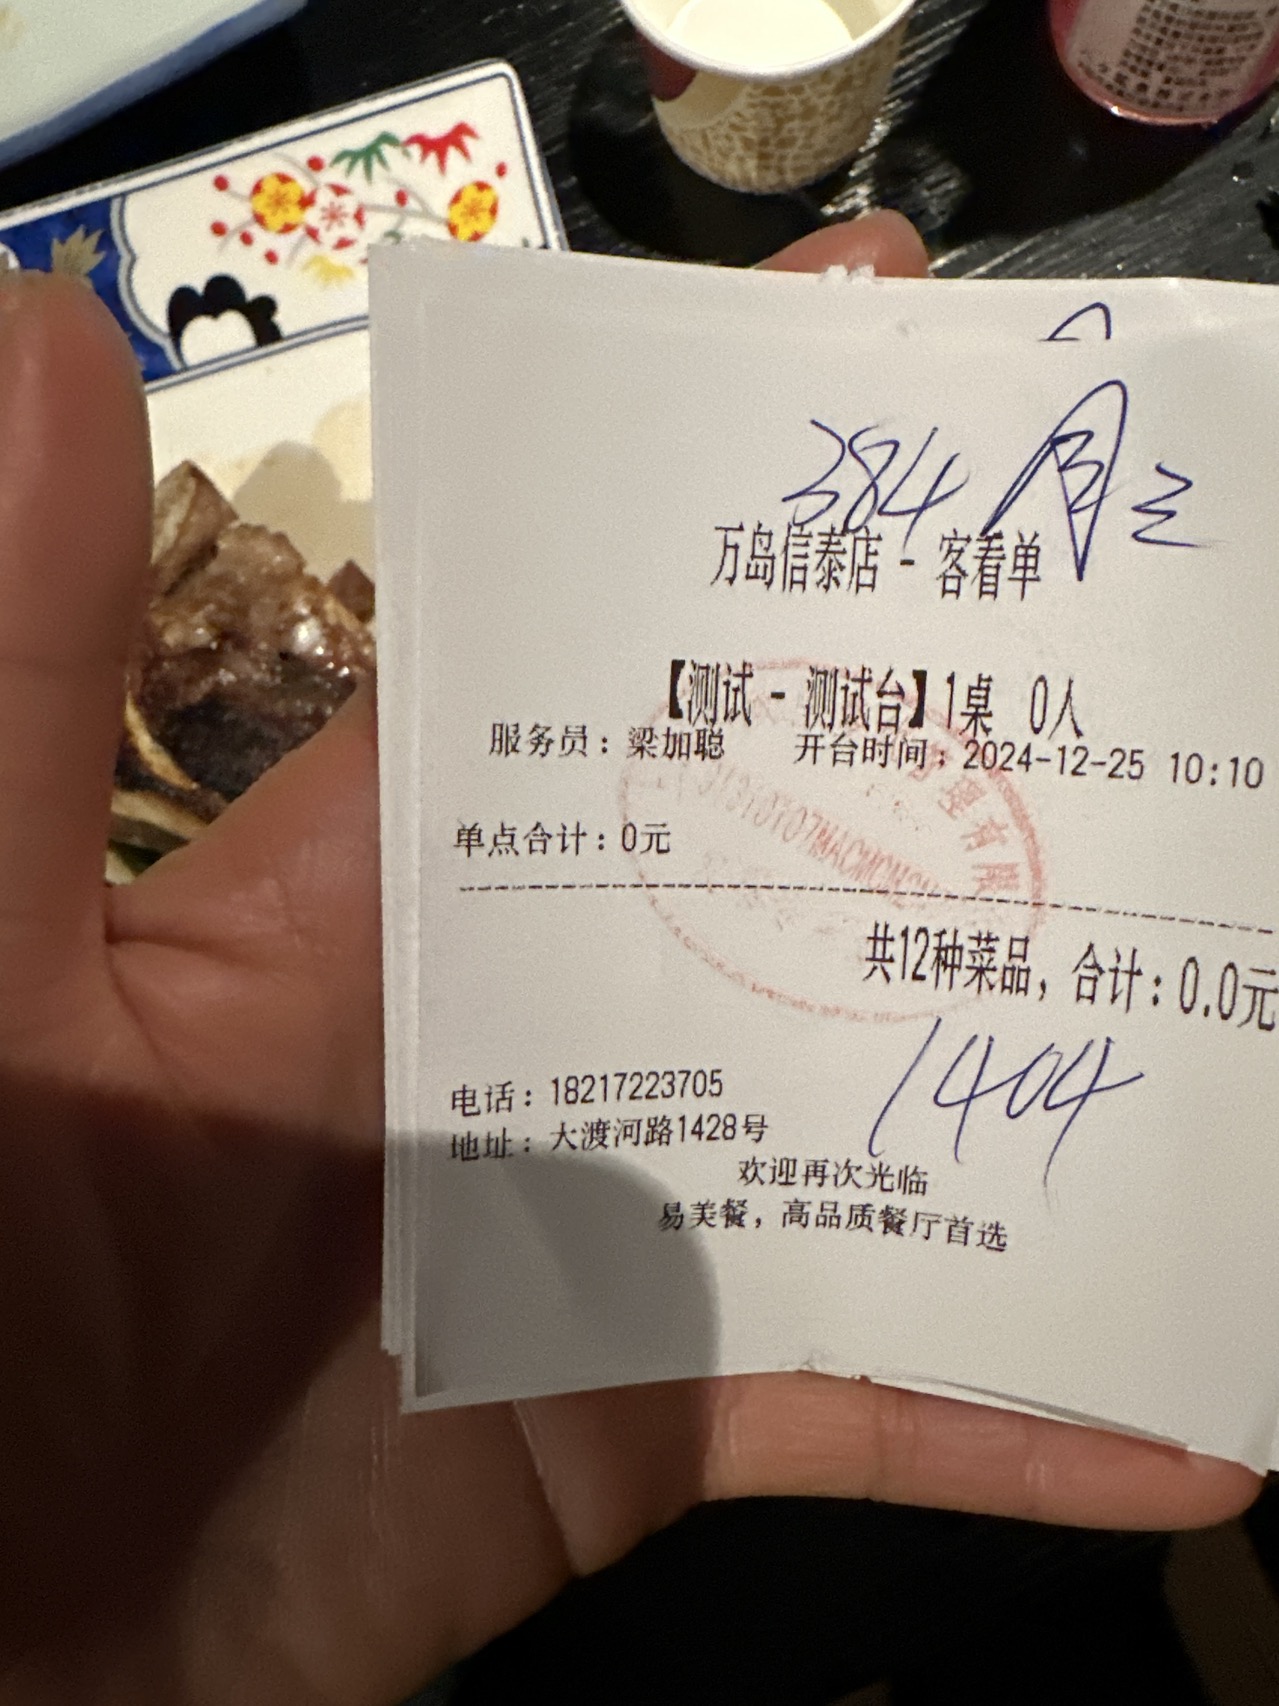 384 周三
万岛信泰店 - 客看单
【测试 - 测试台】1桌 0人
服务员：梁加聪 开台时间：2024-12-25 10:10
单点合计：0元
共12种菜品，合计：0.0元
1404
电话：18217223705
地址：大渡河路1428号
欢迎再次光临
易美餐，高品质餐厅首选